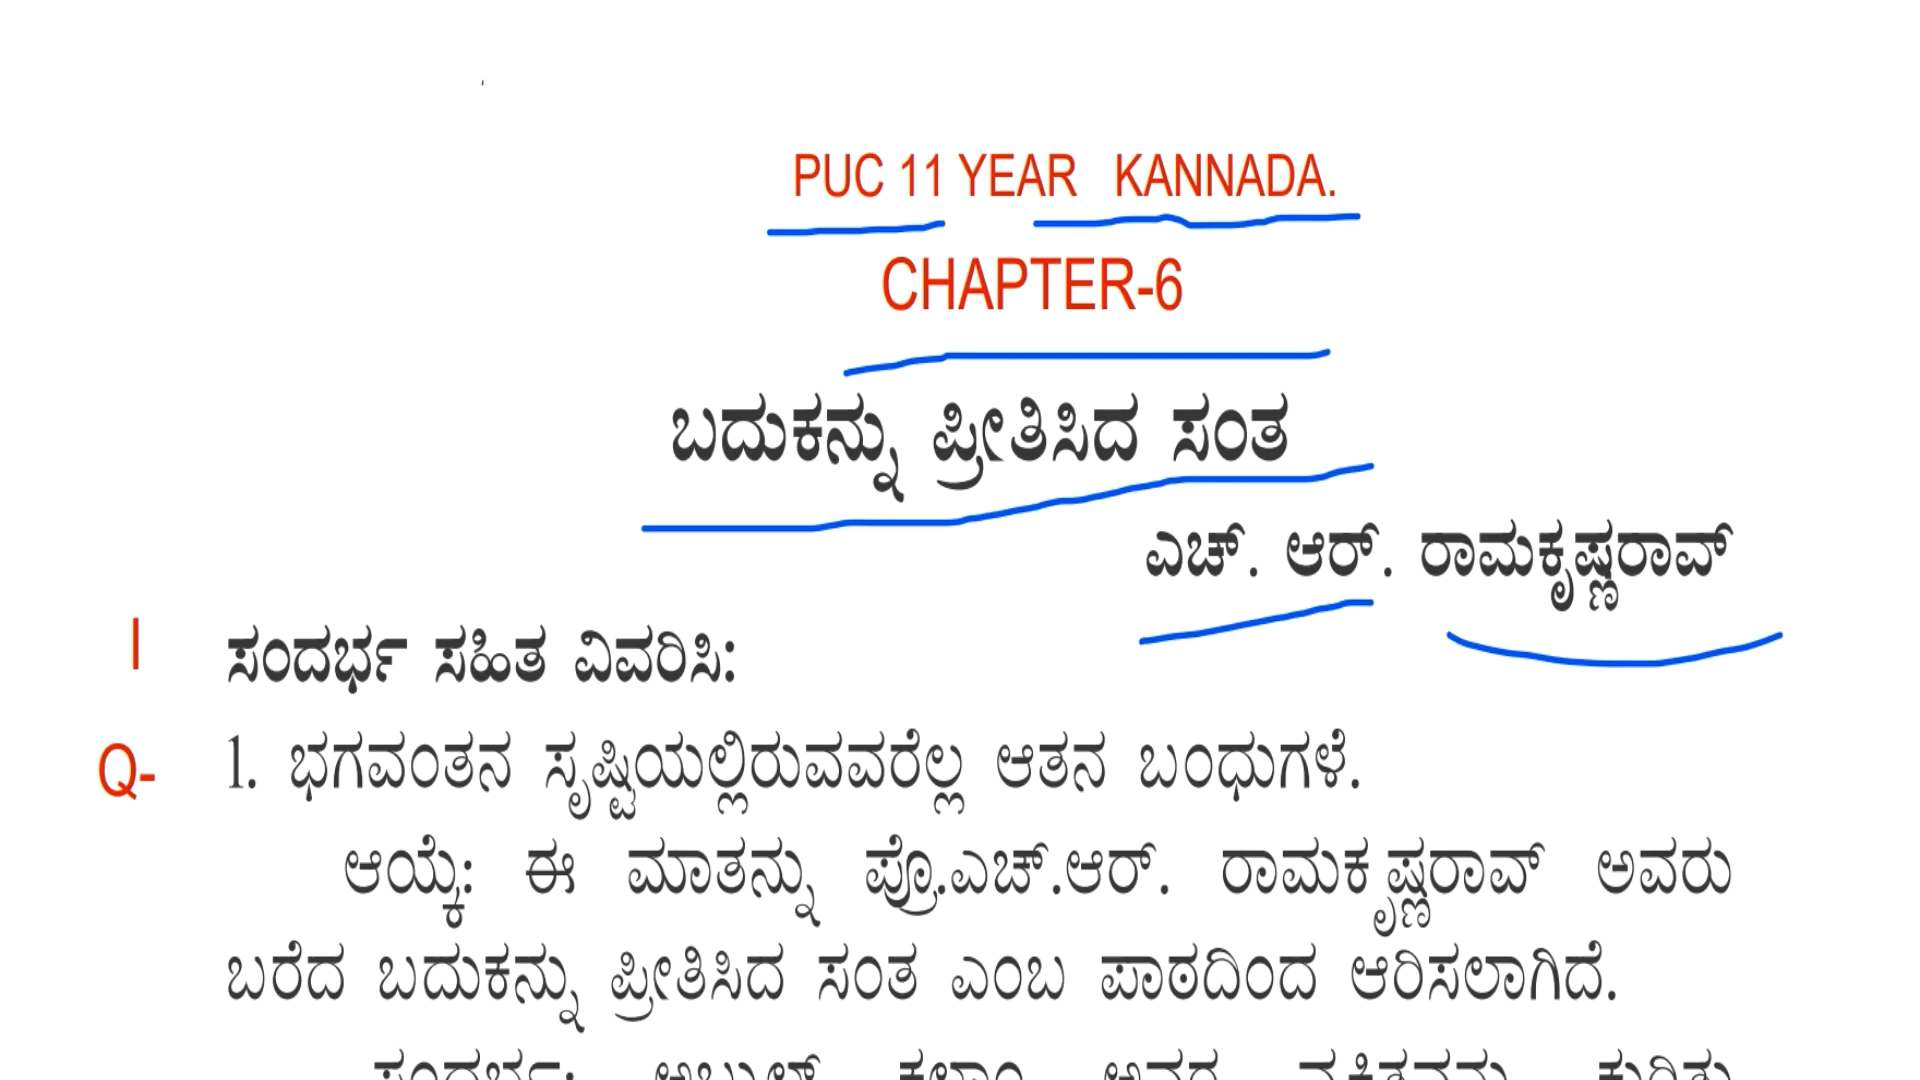 PUC 11 YEAR KANNADA.
CHAPTER-6
ಬದುಕನ್ನು ಪ್ರೀತಿಸಿದ ಸಂತ
ಎಚ್. ಆರ್. ರಾಮಕೃಷ್ಣರಾವ್
I ಸಂದರ್ಭ ಸಹಿತ ವಿವರಿಸಿ:
Q- 1. ಭಗವಂತನ ಸೃಷ್ಟಿಯಲ್ಲಿರುವವರೆಲ್ಲ ಆತನ ಬಂಧುಗಳೆ.
ಆಯ್ಕೆ: ಈ ಮಾತನ್ನು ಪ್ರೊ.ಎಚ್.ಆರ್. ರಾಮಕೃಷ್ಣರಾವ್ ಅವರು
ಬರೆದ ಬದುಕನ್ನು ಪ್ರೀತಿಸಿದ ಸಂತ ಎಂಬ ಪಾಠದಿಂದ ಆರಿಸಲಾಗಿದೆ.